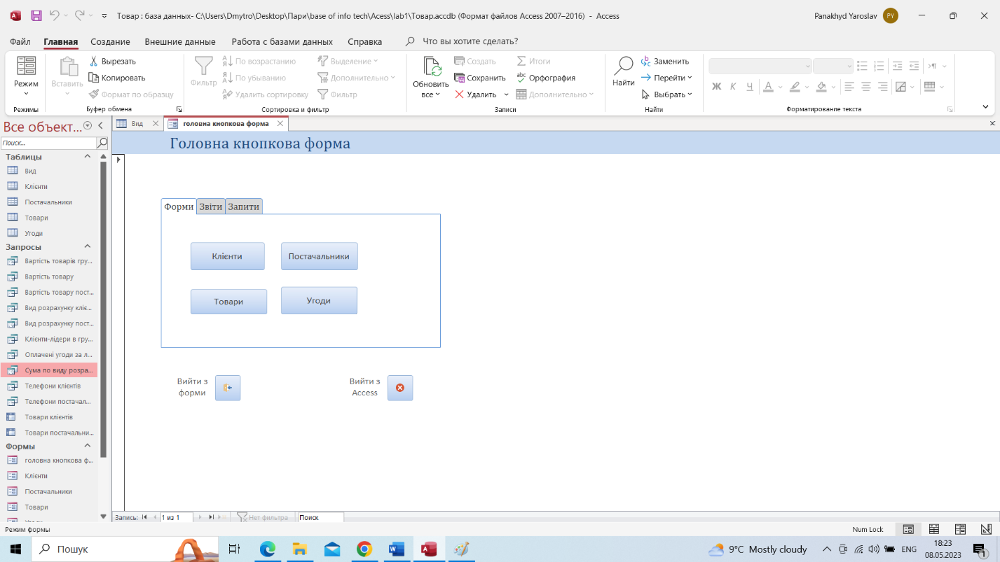 Товар : база данных- C:\Users\Dmytro\Desktop\Пари\base of info tech\Acess\lab1\Товар.accdb (Формат файлов Access 2007–2016) - Access
Panakhyd Yaroslav
PY
Файл Главная Создание Внешние данные Работа с базами данных Справка Что вы хотите сделать?
Режим
Режимы
Вставить
Вырезать
Копировать
Формат по образцу
Буфер обмена
Фильтр
По возрастанию
По убыванию
Удалить сортировку
Выделение
Дополнительно
Фильтр
Сортировка и фильтр
Обновить
все
Создать
Сохранить
Удалить
Итоги
Орфография
Дополнительно
Записи
Найти
Заменить
Перейти
Выбрать
Найти
Ж К Ч А
Форматирование текста
Все объект...
Поиск...
Таблицы
Вид
Клієнти
Постачальники
Товари
Угоди
Запросы
Вартість товарів гру...
Вартість товару
Вартість товару пост...
Вид розрахунку кліє...
Вид розрахунку пост...
Клієнти-лідери в гру...
Оплачені угоди за л...
Сума по виду розра...
Телефони клієнтів
Телефони постачал...
Товари клієнтів
Товари постачальни...
Формы
головна кнопкова ф...
Клієнти
Постачальники
Товари
Вид
головна кнопкова форма
Головна кнопкова форма
Форми Звіти Запити
Клієнти Постачальники
Товари Угоди
Вийти з
форми
Вийти з
Access
Запись: 1 из 1 Нет фильтра Поиск
Режим формы
Num Lock
Пошук
9°C Mostly cloudy
ENG
18:23
08.05.2023
1